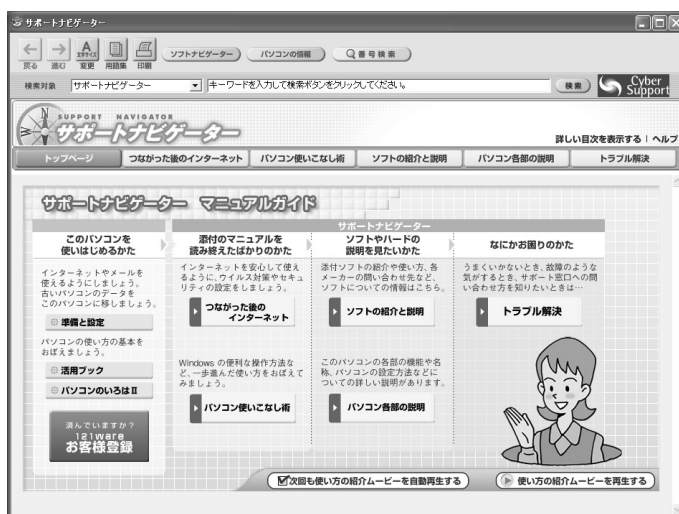 サポートナビゲーター
戻る 進む 文字サイズ 変更 用語集 印刷 ソフトナビゲーター パソコンの情報 番号検索
検索対象 サポートナビゲーター キーワードを入力して検索ボタンをクリックしてください。 検索 Cyber Support
SUPPORT NAVIGATOR
サポートナビゲーター
詳しい目次を表示する | ヘルプ
トップページ つながった後のインターネット パソコン使いこなし術 ソフトの紹介と説明 パソコン各部の説明 トラブル解決
サポートナビゲーター マニュアルガイド
サポートナビゲーター
このパソコンを
使いはじめるかた
インターネットやメールを
使えるようにしましょう。
古いパソコンのデータを
このパソコンに移しましょう。
準備と設定
パソコンの使い方の基本を
おぼえましょう。
活用ブック
パソコンのいろはⅡ
済んでいますか?
121ware
お客様登録
添付のマニュアルを
読み終えたばかりのかた
インターネットを安心して使え
るように、ウイルス対策やセキュ
リティの設定をしましょう。
つながった後の
インターネット
Windows の便利な操作方法な
ど、一歩進んだ使い方をおぼえて
みましょう。
パソコン使いこなし術
ソフトやハードの
説明を見たいかた
添付ソフトの紹介や使い方、各
メーカーの問い合わせ先など、
ソフトについての情報はこちら。
ソフトの紹介と説明
このパソコンの各部の機能や名
称、パソコンの設定方法などに
ついての詳しい説明があります。
パソコン各部の説明
なにかお困りのかた
うまくいかないとき、故障のような
気がするとき、サポート窓口への問
い合わせ方を知りたいときは…
トラブル解決
次回も使い方の紹介ムービーを自動再生する
使い方の紹介ムービーを再生する